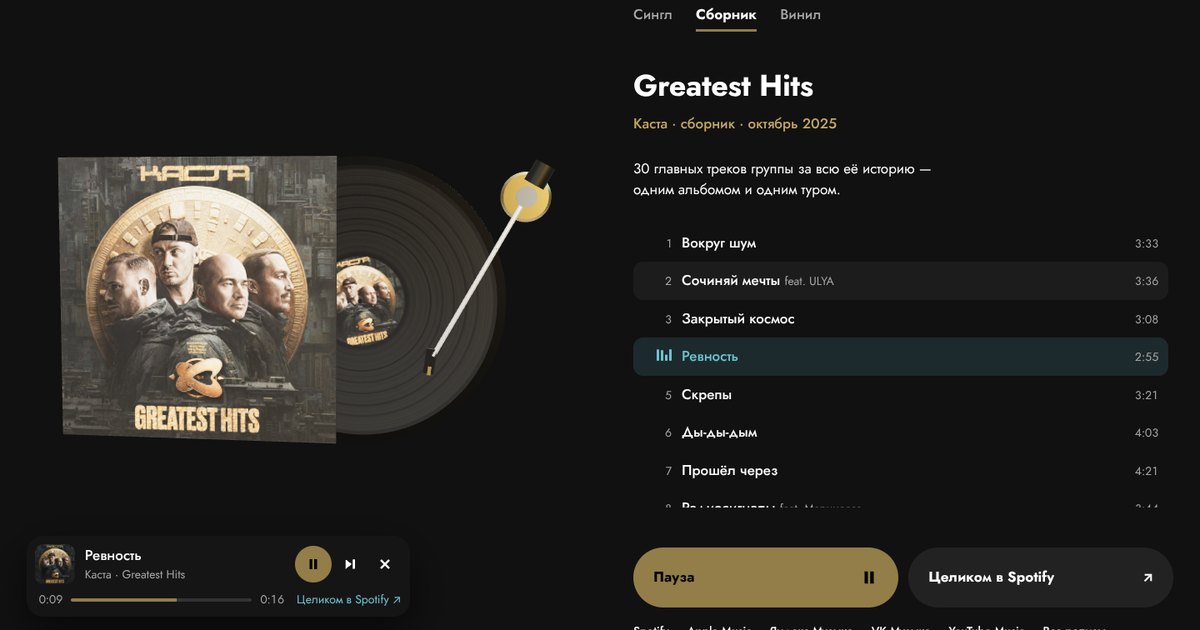 Сингл Сборник Винил
Greatest Hits
Каста · сборник · октябрь 2025
30 главных треков группы за всю её историю —
одним альбомом и одним туром.
1 Вокруг шум 3:33
2 Сочиняй мечты feat. ULYA 3:36
3 Закрытый космос 3:08
Ревность 2:55
5 Скрепы 3:21
6 Ды-ды-дым 4:03
7 Прошёл через 4:21
Пауза
Целиком в Spotify ↗
КАСТА
GREATEST HITS
GREATEST HITS
Ревность
Каста · Greatest Hits
0:09 0:16 Целиком в Spotify ↗